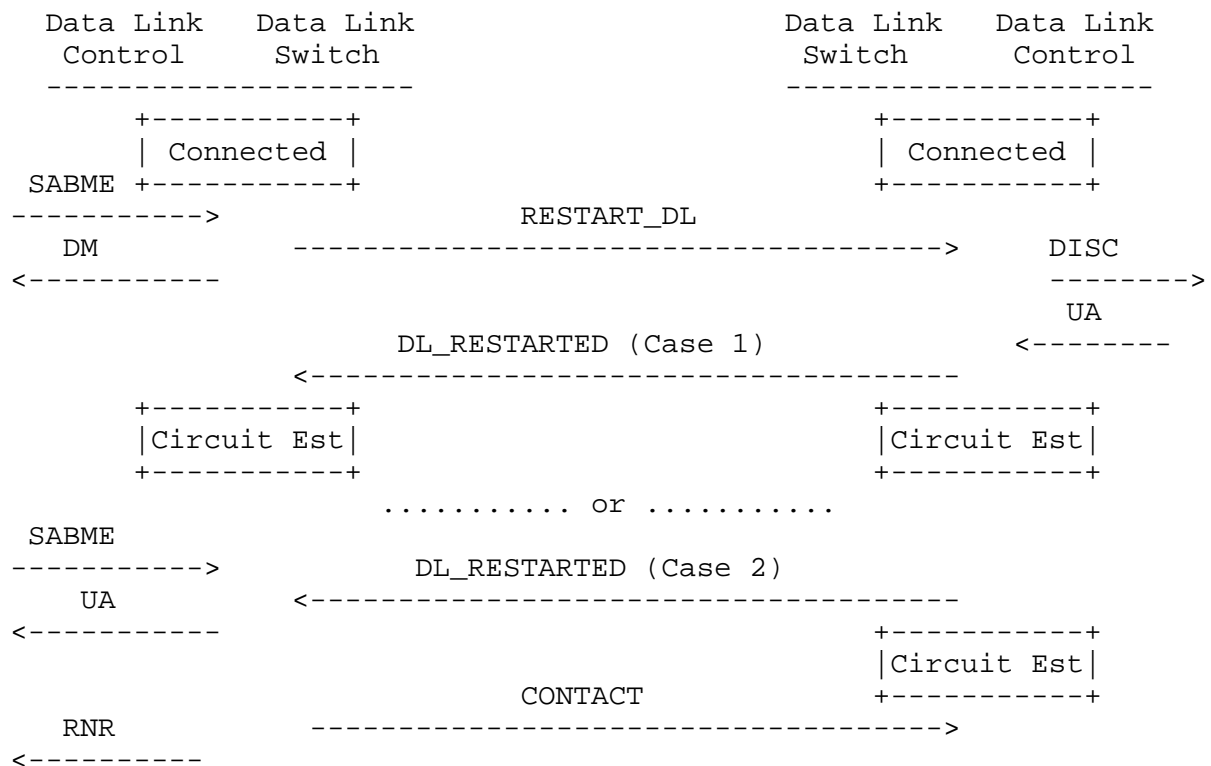 Data Link   Data Link                       Data Link   Data Link
Control     Switch                          Switch      Control
---------------------                     ---------------------
+-----------+                             +-----------+
| Connected |                             | Connected |
SABME +-----------+                             +-----------+
----------->                 RESTART_DL
DM          ------------------------------------->     DISC
<------------                                               -------->
UA
DL_RESTARTED (Case 1)              <--------
<-------------------------------------
+-----------+                             +-----------+
|Circuit Est|                             |Circuit Est|
+-----------+                             +-----------+
........... or ...........
SABME
----------->           DL_RESTARTED (Case 2)
UA          <-------------------------------------
<------------                                     +-----------+
|Circuit Est|
CONTACT             +-----------+
RNR           ------------------------------------>
<----------